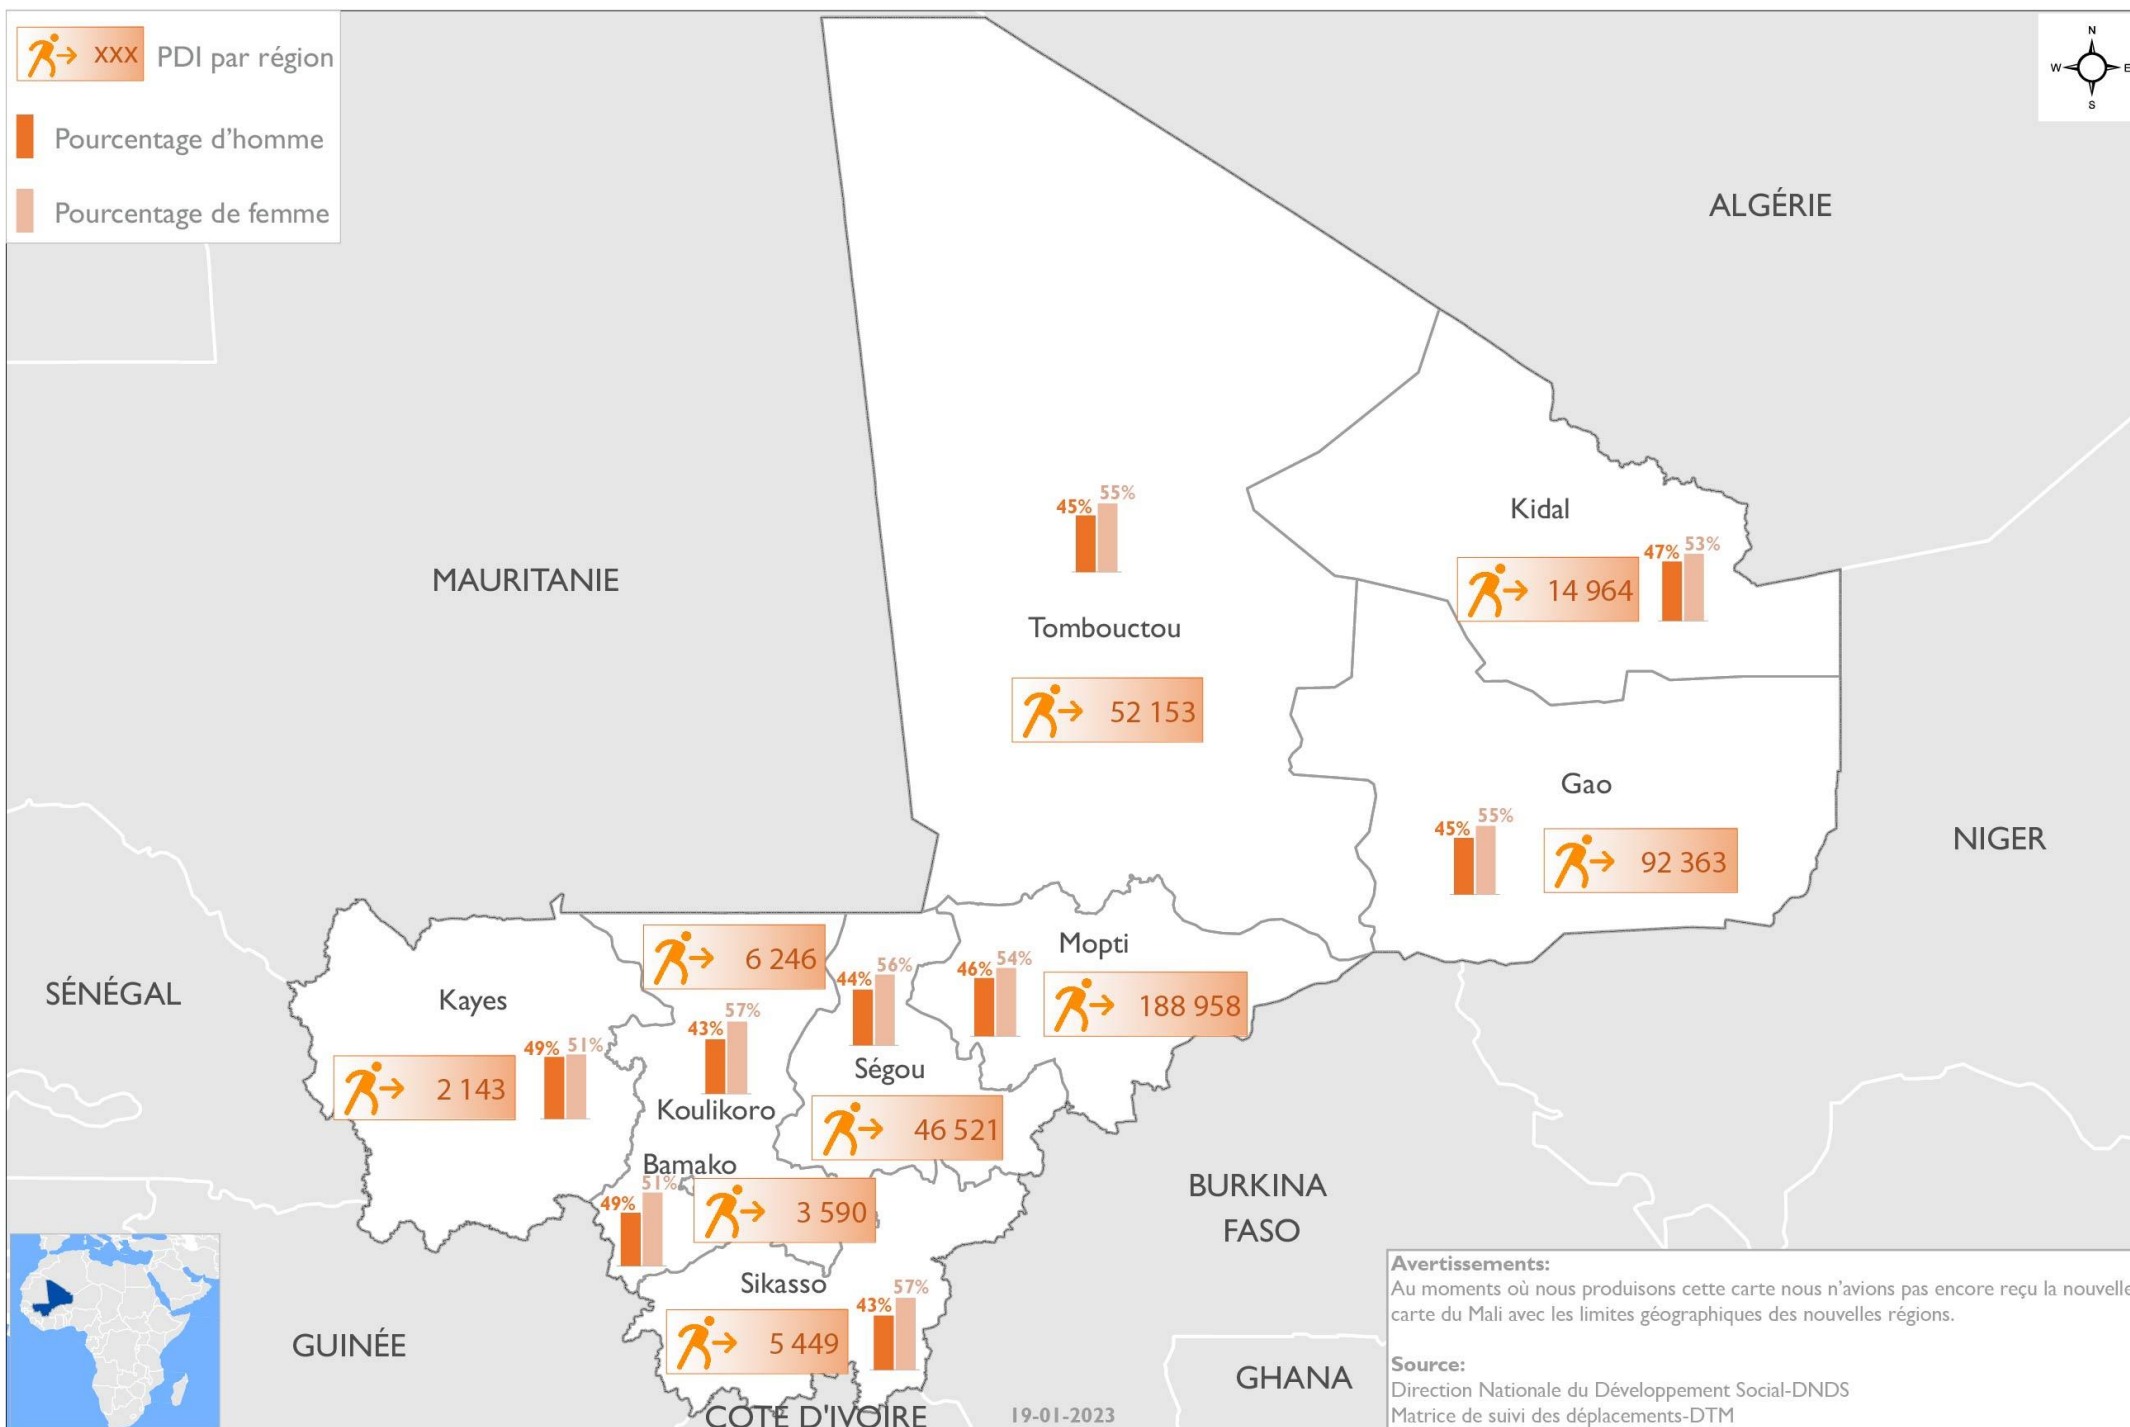 XXX PDI par région
Pourcentage d'homme
Pourcentage de femme
N
W E
S
ALGÉRIE
MAURITANIE
45% 55%
Tombouctou
52 153
Kidal
14 964
47% 53%
Gao
45% 55%
92 363
NIGER
SÉNÉGAL
Kayes
2 143
49% 51%
6 246
43% 57%
Koulikoro
44% 56%
Ségou
46 521
Mopti
46% 54%
188 958
Bamako
49% 51%
3 590
Sikasso
5 449
43% 57%
BURKINA
FASO
GUINÉE
GHANA
COTE D'IVOIRE
19-01-2023
Avertissements:
Au moments où nous produisons cette carte nous n'avions pas encore reçu la nouvelle
carte du Mali avec les limites géographiques des nouvelles régions.
Source:
Direction Nationale du Développement Social-DNDS
Matrice de suivi des déplacements-DTM